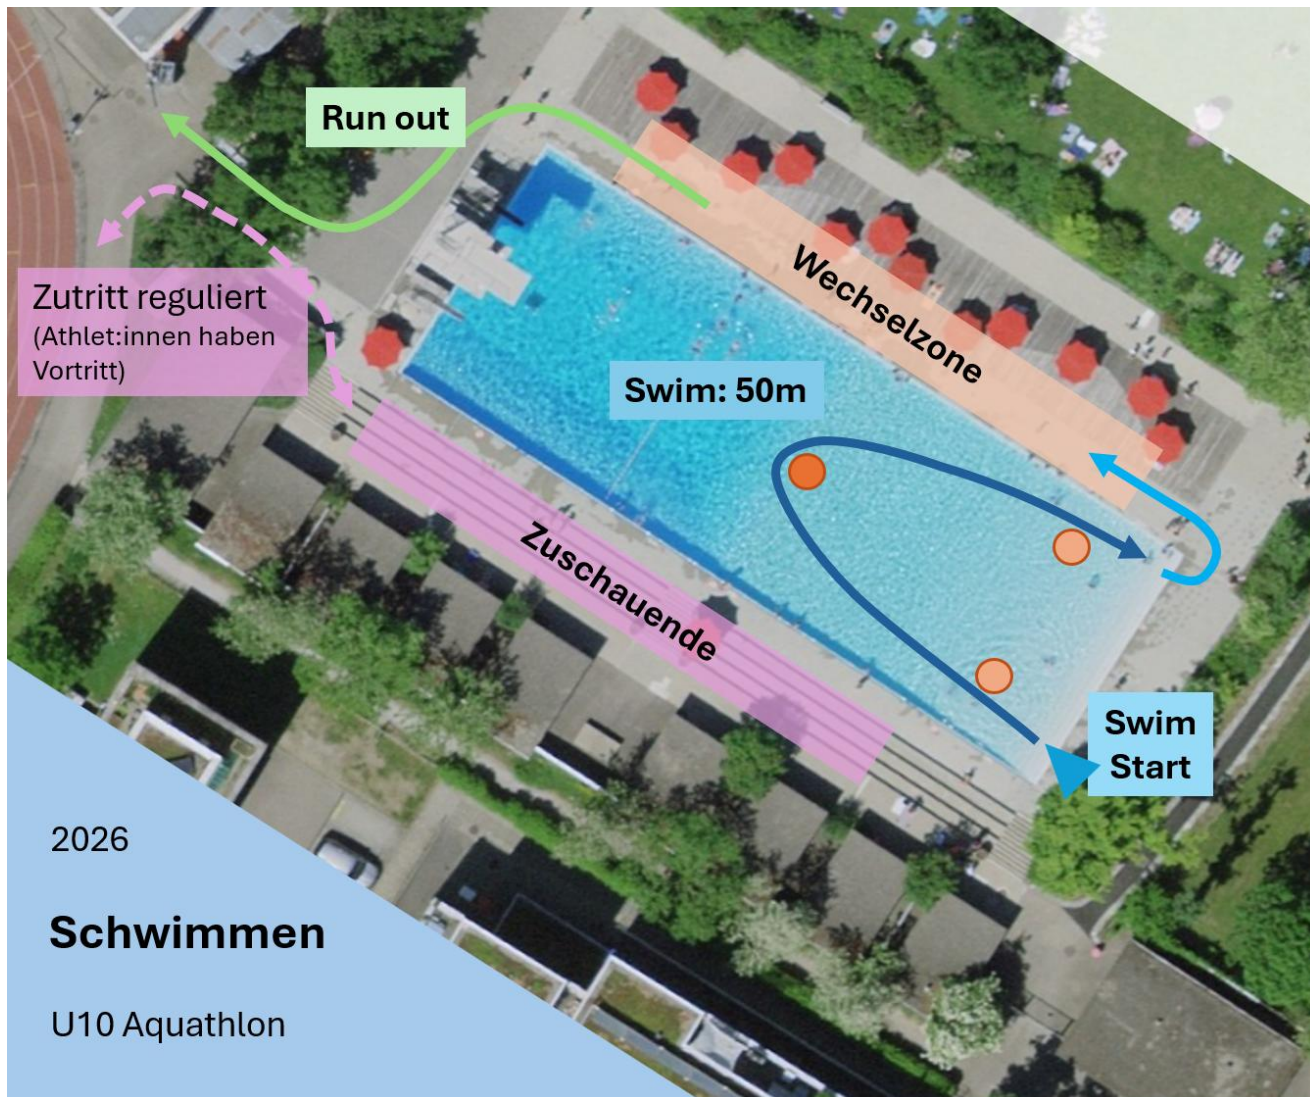 Run out
Zutritt reguliert
(Athlet:innen haben
Vortritt)
Wechselzone
Swim: 50m
Zuschauende
Swim
Start
2026
Schwimmen
U10 Aquathlon